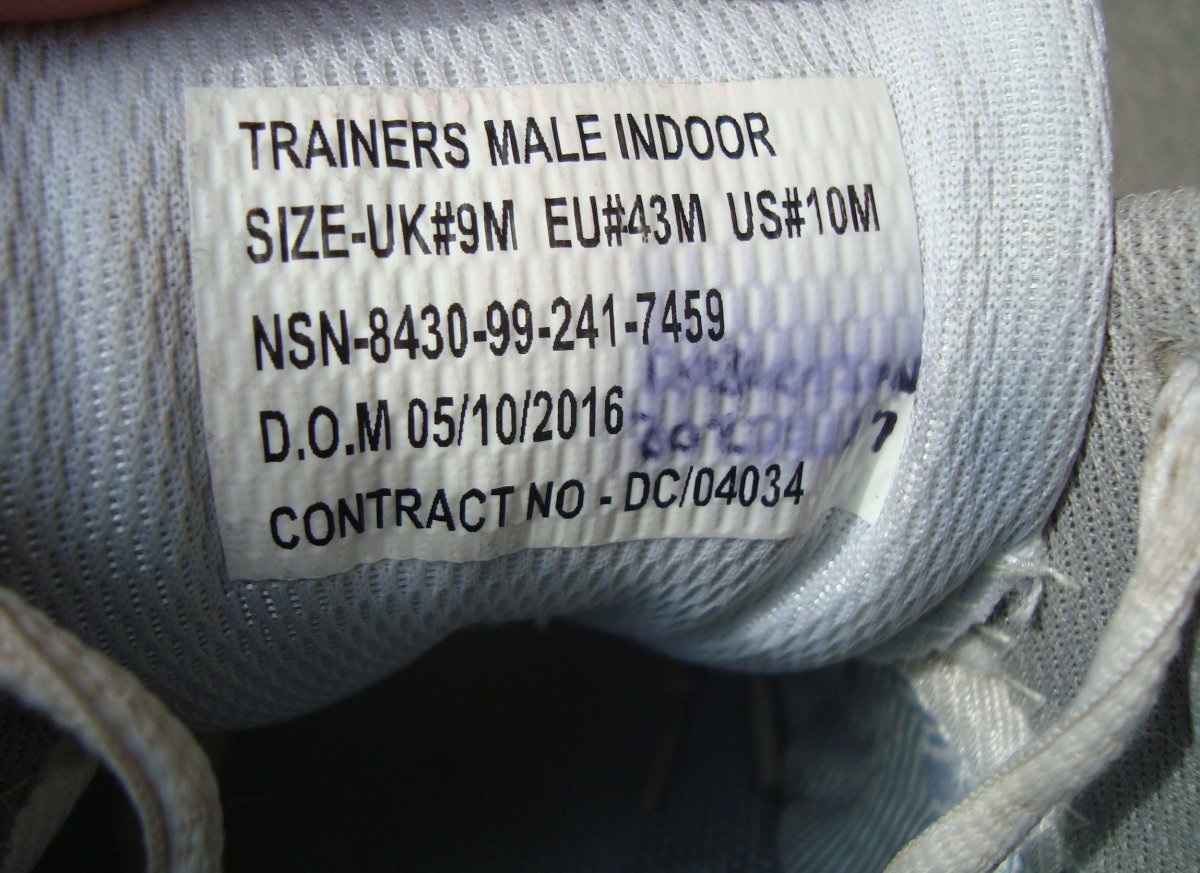 TRAINERS MALE INDOOR
SIZE-UK#9M EU#43M US#10M
NSN-8430-99-241-7459
D.O.M 05/10/2016
CONTRACT NO - DC/04034